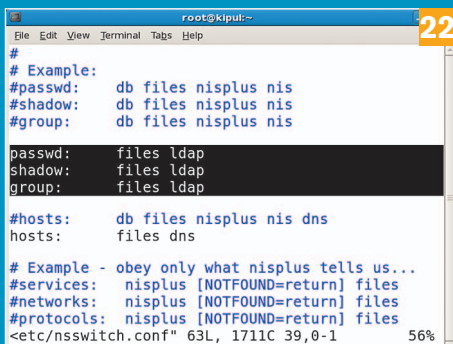 root@kipul:~
22
File Edit View Terminal Tabs Help
#
# Example:
#passwd:    db files nisplus nis
#shadow:    db files nisplus nis
#group:     db files nisplus nis

passwd:     files ldap
shadow:     files ldap
group:      files ldap

#hosts:     db files nisplus nis dns
hosts:      files dns

# Example - obey only what nisplus tells us...
#services:   nisplus [NOTFOUND=return] files
#networks:   nisplus [NOTFOUND=return] files
#protocols:  nisplus [NOTFOUND=return] files
<etc/nsswitch.conf" 63L, 1711C 39,0-1        56%